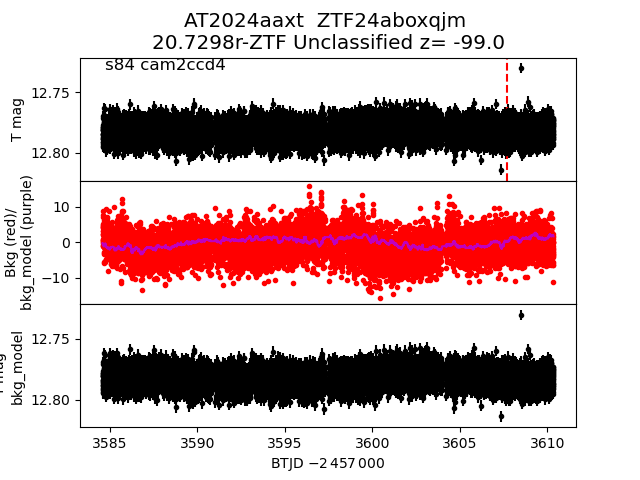 AT2024aaxt  ZTF24aboxqjm
20.7298r-ZTF Unclassified z= -99.0
s84 cam2ccd4
T mag
12.75
12.80
Bkg (red)/
bkg_model (purple)
10
0
−10
mag
bkg_model
12.75
12.80
3585 3590 3595 3600 3605 3610
BTJD −2 457 000